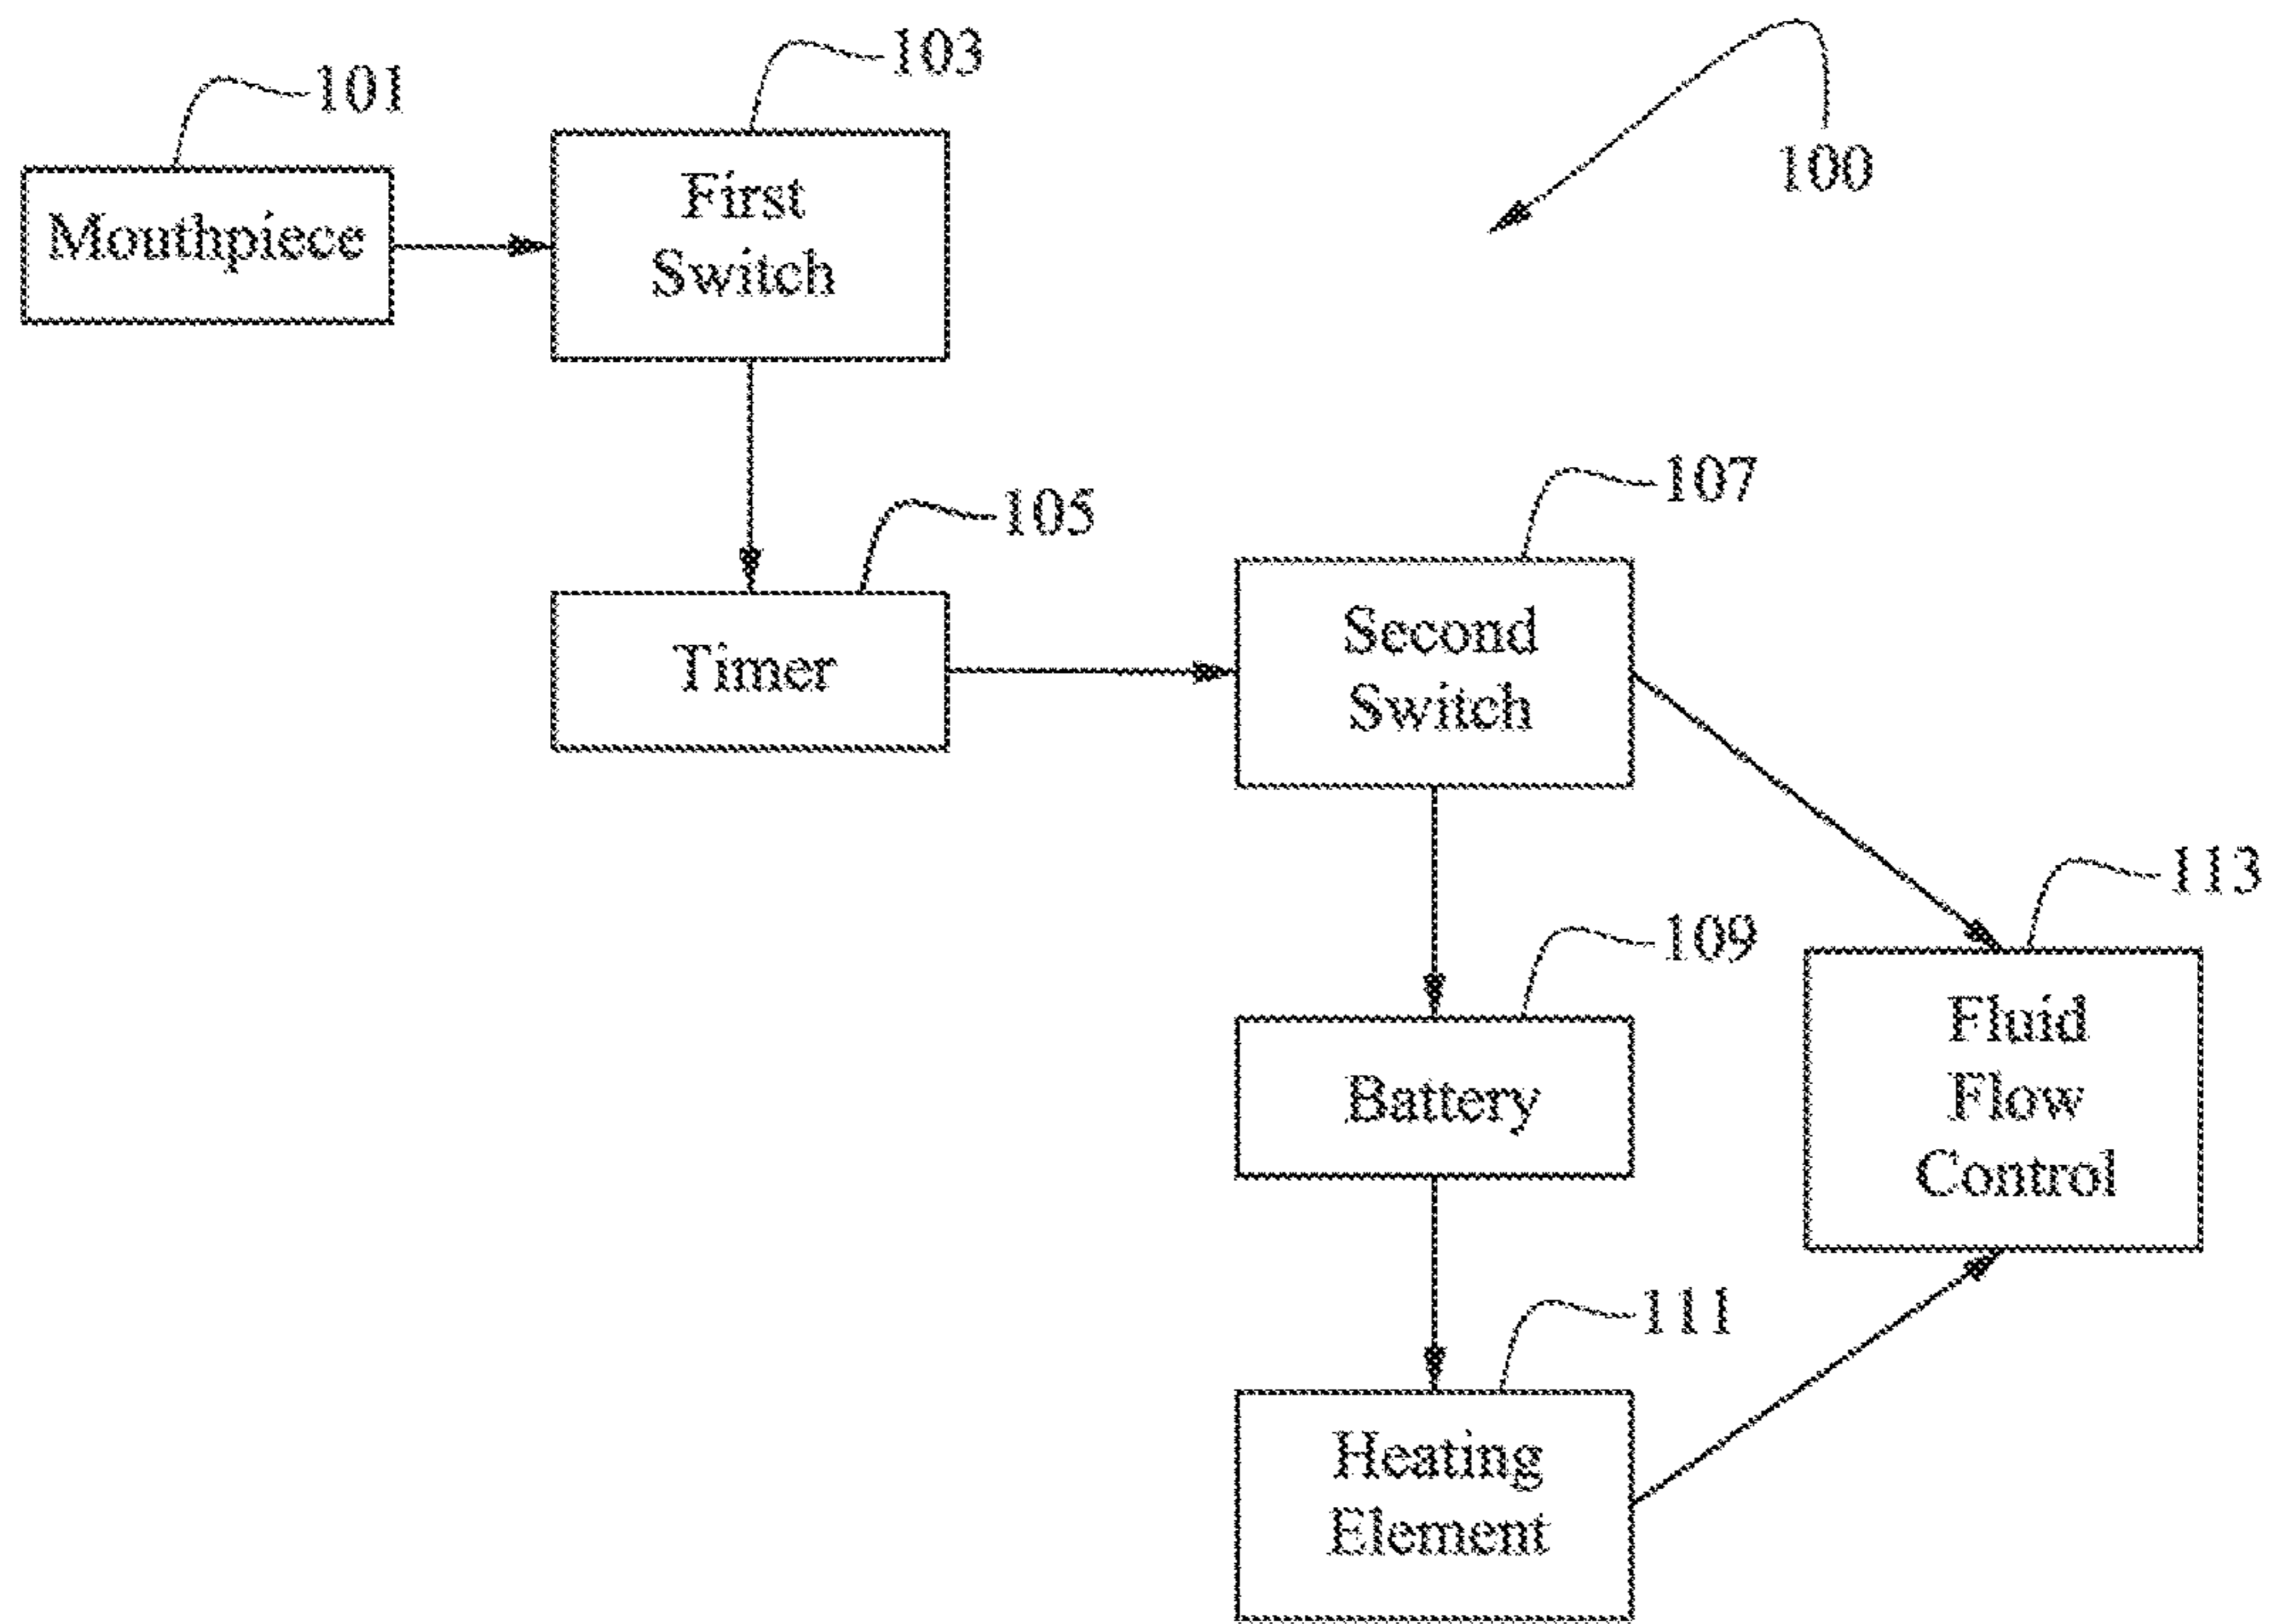 103
101
100
Mouthpiece
First
Switch
107
105
Second
Switch
Timer
113
109
Fluid
Flow
Control
Battery
111
Heating
Element